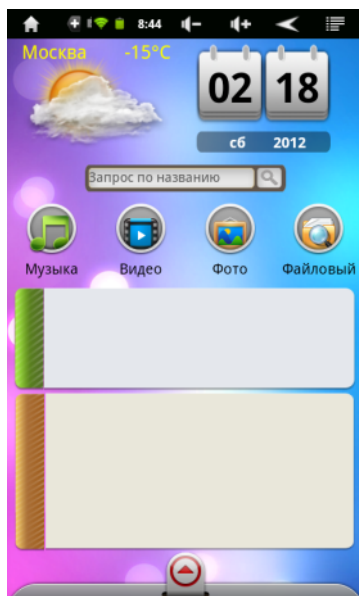 8:44
Москва -15°C
02 18
сб 2012
Запрос по названию
Музыка Видео Фото Файловый